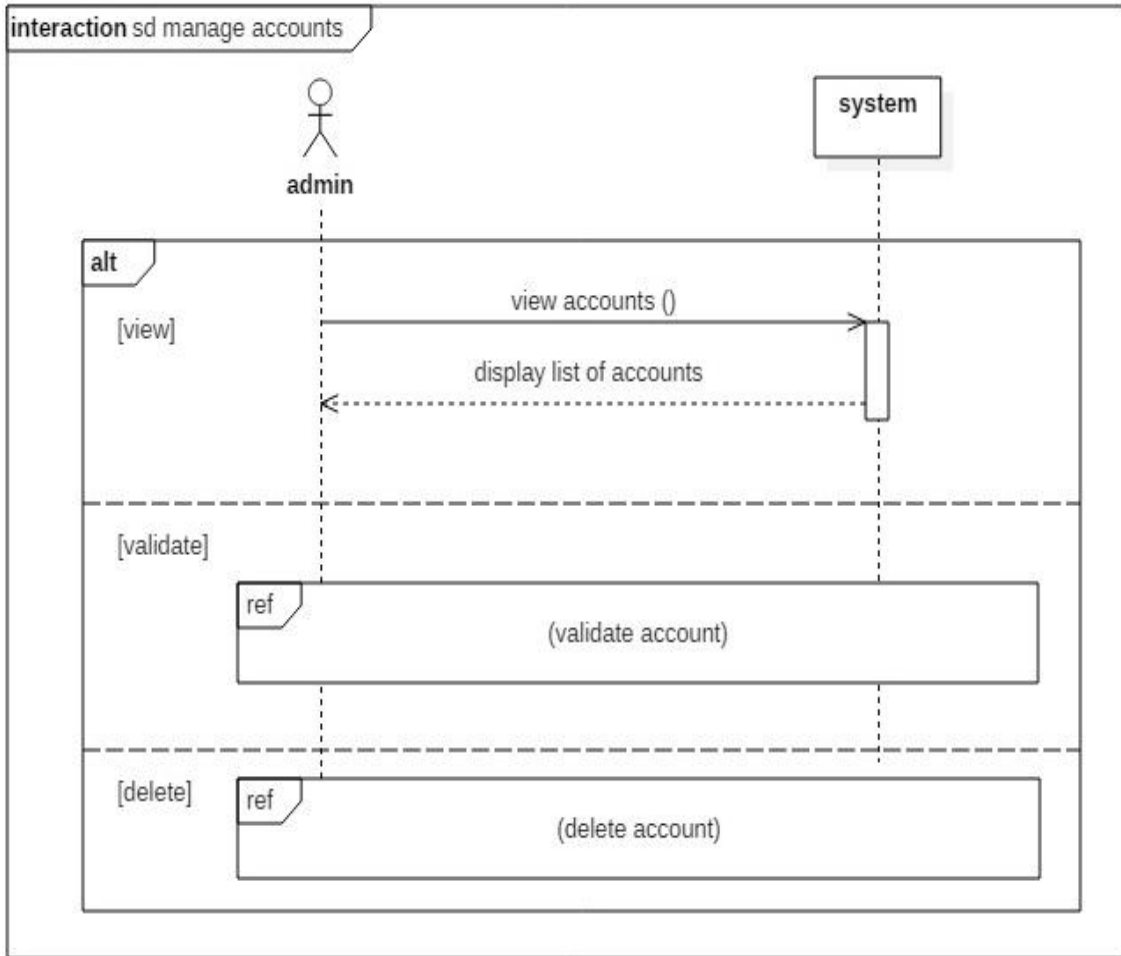 interaction sd manage accounts
system
admin
alt
view accounts ()
[view]
display list of accounts
[validate]
ref
(validate account)
[delete]
ref
(delete account)